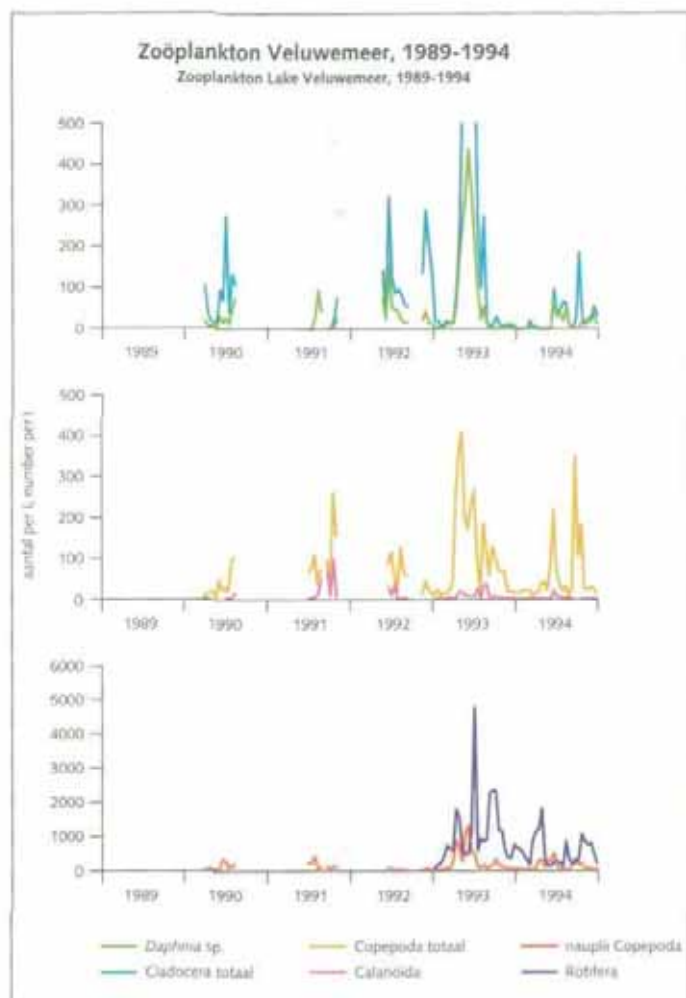 Zoöplankton Veluwemeer, 1989-1994
Zooplankton Lake Veluwemeer, 1989-1994
500
400
300
200
100
0
1989 1990 1991 1992 1993 1994
500
400
300
200
100
0
1989 1990 1991 1992 1993 1994
aantal per l, number per l
6000
5000
4000
3000
2000
1000
0
1989 1990 1991 1992 1993 1994
Daphnia sp. Copepoda totaal nauplii Copepoda
Cladocera totaal Calanoida Rotifera